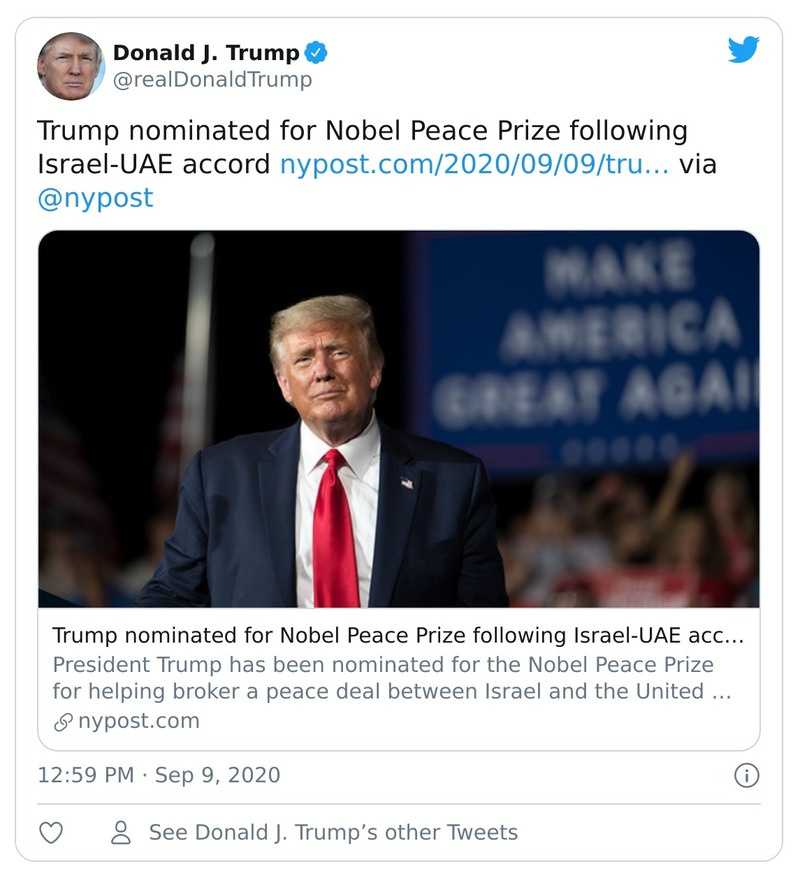 Donald J. Trump
@realDonaldTrump
Trump nominated for Nobel Peace Prize following
Israel-UAE accord nypost.com/2020/09/09/tru… via
@nypost
MAKE
AMERICA
GREAT AGAI
Trump nominated for Nobel Peace Prize following Israel-UAE acc…
President Trump has been nominated for the Nobel Peace Prize
for helping broker a peace deal between Israel and the United …
nypost.com
12:59 PM · Sep 9, 2020
See Donald J. Trump’s other Tweets